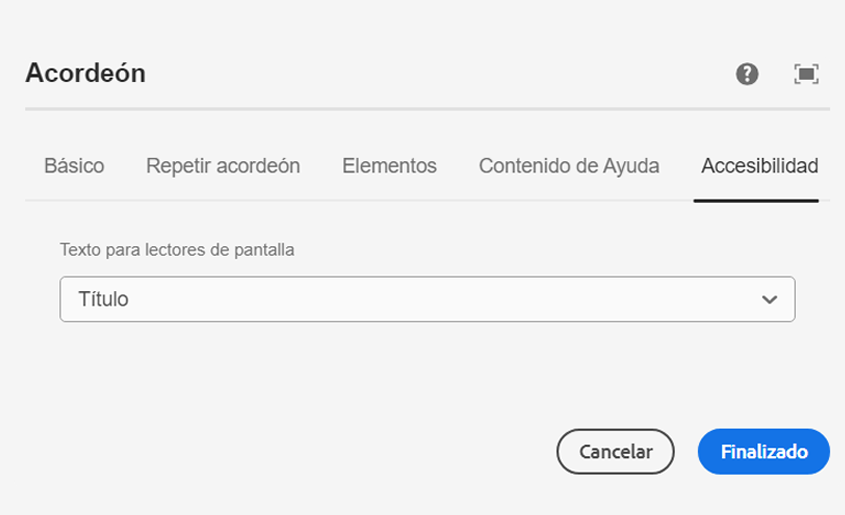 Acordeón
Básico Repetir acordeón Elementos Contenido de Ayuda Accesibilidad
Texto para lectores de pantalla
Título
Cancelar Finalizado